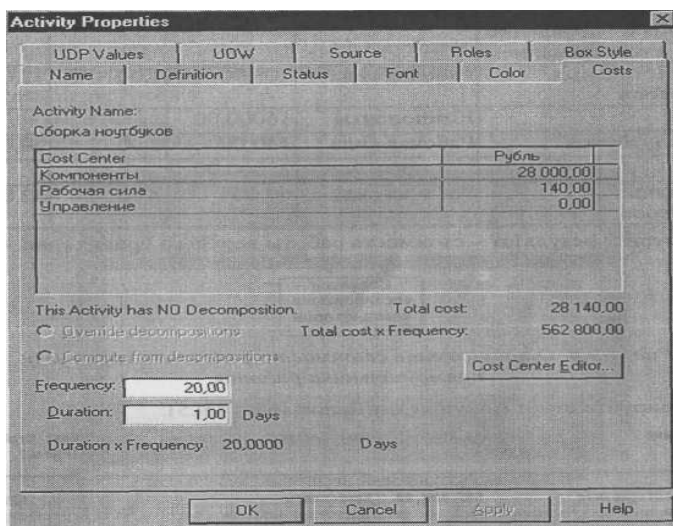 Activity Properties
UDP Values UOW Source Roles Box Style
Name Definition Status Font Color Costs
Activity Name:
Сборка ноутбуков
Cost Center Рубль
Компоненты 28 000,00
Рабочая сила 140,00
Управление 0,00
This Activity has NO Decomposition. Total cost: 28 140,00
Override decompositions Total cost x Frequency: 562 800,00
Compute from decompositions
Cost Center Editor...
Frequency: 20,00
Duration: 1,00 Days
Duration x Frequency 20,0000 Days
OK Cancel Apply Help